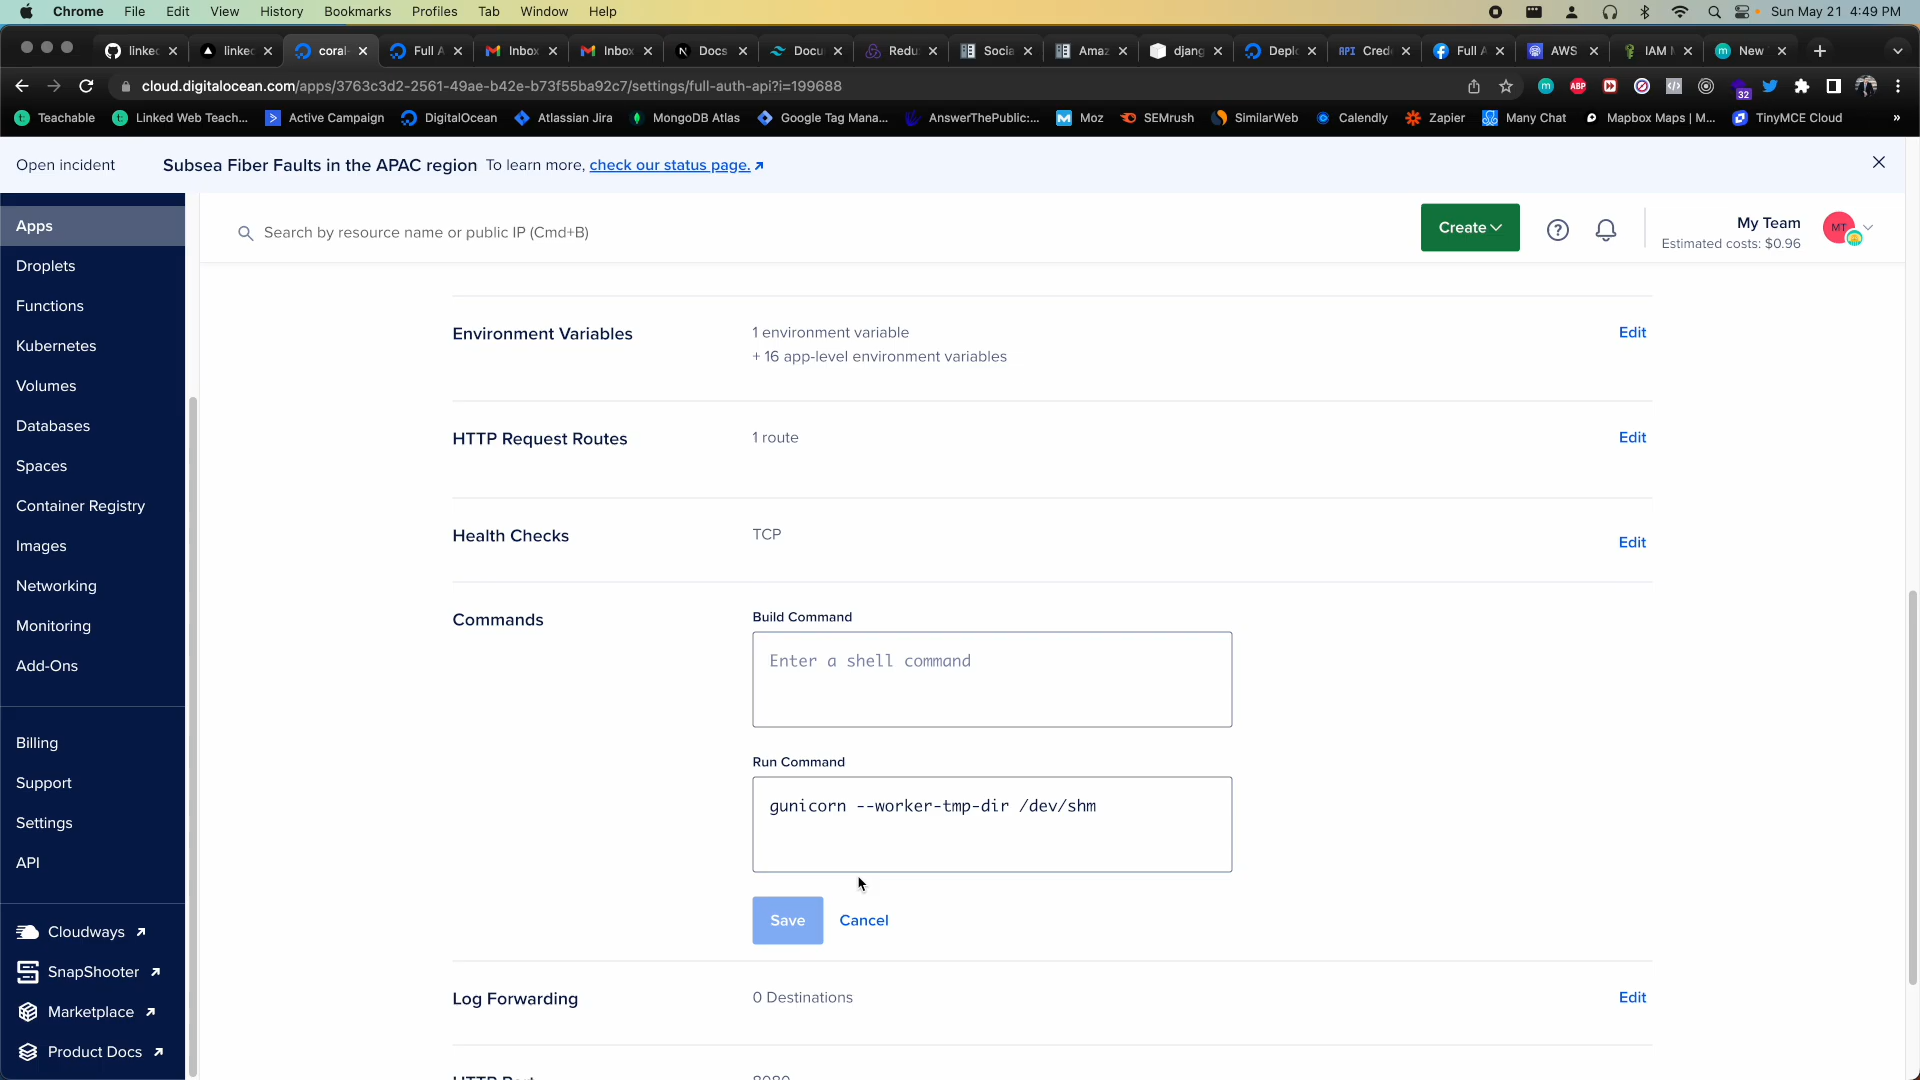 Chrome File Edit View History Bookmarks Profiles Tab Window Help Sun May 21 4:49 PM
linked linked coral Full A Inbox Inbox Docs Docu Redu Socia Amaz djang Deplo API Cred Full A AWS IAM New
cloud.digitalocean.com/apps/3763c3d2-2561-49ae-b42e-b73f55ba92c7/settings/full-auth-api?i=199688 ABP 32
Teachable Linked Web Teach... Active Campaign DigitalOcean Atlassian Jira MongoDB Atlas Google Tag Mana... AnswerThePublic:... Moz SEMrush SimilarWeb Calendly Zapier Many Chat Mapbox Maps | M... TinyMCE Cloud »
Open incident Subsea Fiber Faults in the APAC region To learn more, check our status page.
Apps
Droplets
Functions
Kubernetes
Volumes
Databases
Spaces
Container Registry
Images
Networking
Monitoring
Add-Ons
Billing
Support
Settings
API
Cloudways
SnapShooter
Marketplace
Product Docs
Search by resource name or public IP (Cmd+B)
Create
My Team
Estimated costs: $0.96
MT
Environment Variables
1 environment variable
+ 16 app-level environment variables
Edit
HTTP Request Routes
1 route
Edit
Health Checks
TCP
Edit
Commands
Build Command
Enter a shell command
Run Command
gunicorn --worker-tmp-dir /dev/shm
Save Cancel
Log Forwarding
0 Destinations
Edit
HTTP Port
8080